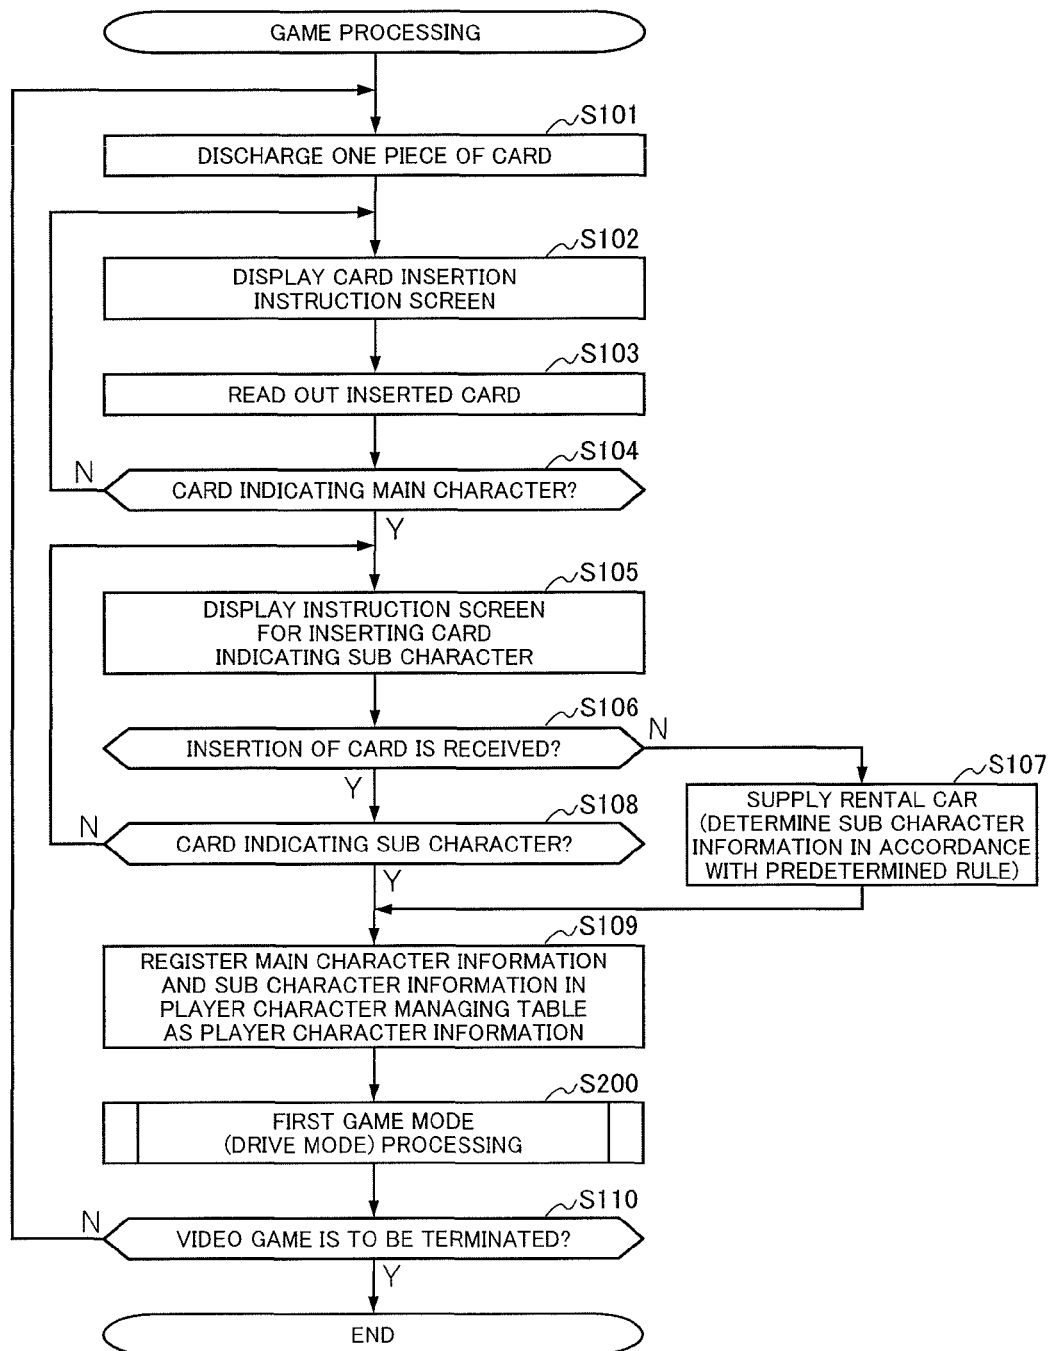 GAME PROCESSING
S101
DISCHARGE ONE PIECE OF CARD
S102
DISPLAY CARD INSERTION
INSTRUCTION SCREEN
S103
READ OUT INSERTED CARD
S104
N
CARD INDICATING MAIN CHARACTER?
Y
S105
DISPLAY INSTRUCTION SCREEN
FOR INSERTING CARD
INDICATING SUB CHARACTER
S106
INSERTION OF CARD IS RECEIVED?
N
Y
S107
SUPPLY RENTAL CAR
(DETERMINE SUB CHARACTER
INFORMATION IN ACCORDANCE
WITH PREDETERMINED RULE)
S108
N
CARD INDICATING SUB CHARACTER?
Y
S109
REGISTER MAIN CHARACTER INFORMATION
AND SUB CHARACTER INFORMATION IN
PLAYER CHARACTER MANAGING TABLE
AS PLAYER CHARACTER INFORMATION
S200
FIRST GAME MODE
(DRIVE MODE) PROCESSING
S110
N
VIDEO GAME IS TO BE TERMINATED?
Y
END